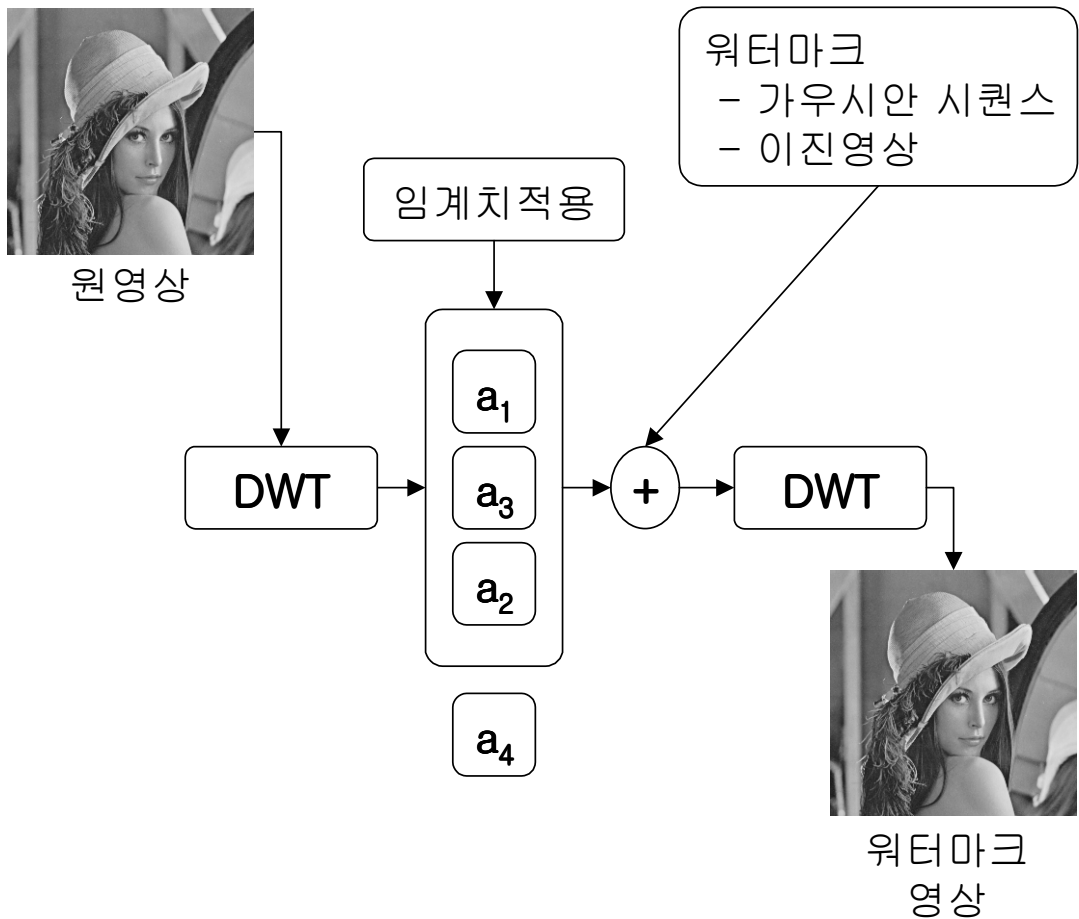 워터마크
- 가우시안 시퀀스
- 이진영상
임계치적용
원영상
a1
DWT
a3
+
DWT
a2
a4
워터마크
영상